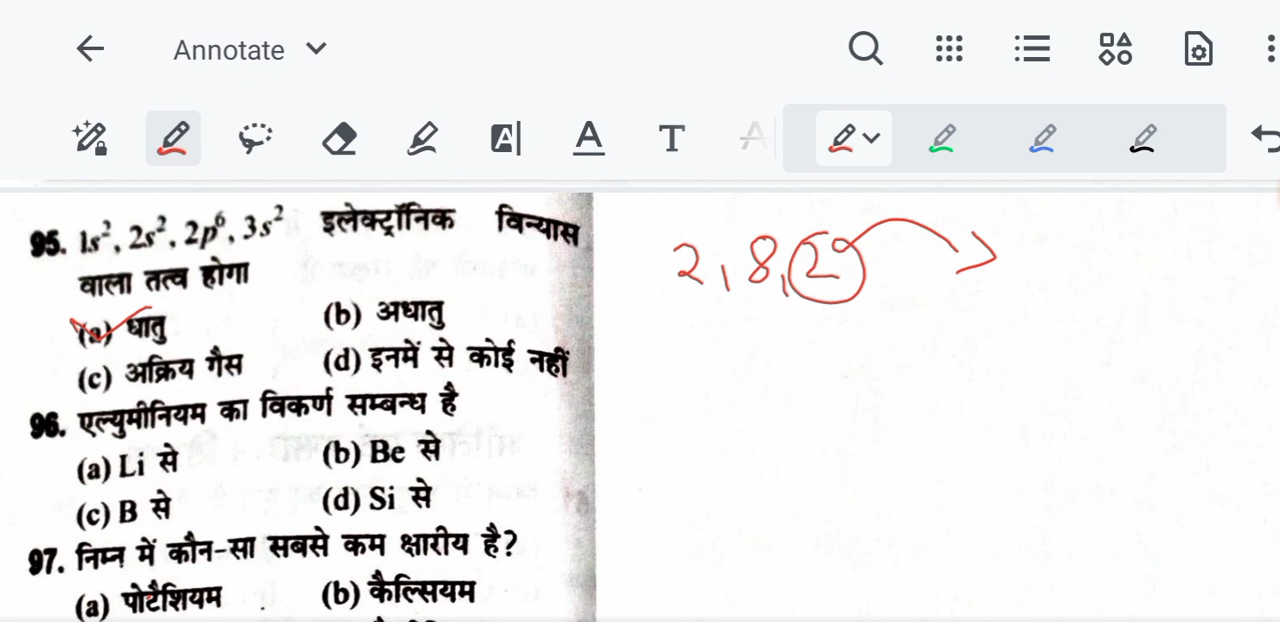 Annotate
A A T A
95. 1s², 2s², 2p⁶, 3s² इलेक्ट्रॉनिक विन्यास
वाला तत्व होगा
(a) धातु (b) अधातु
(c) अक्रिय गैस (d) इनमें से कोई नहीं
2, 8, 2
96. एल्युमीनियम का विकर्ण सम्बन्ध है
(a) Li से (b) Be से
(c) B से (d) Si से
97. निम्न में कौन-सा सबसे कम क्षारीय है?
(a) पोटैशियम (b) कैल्सियम